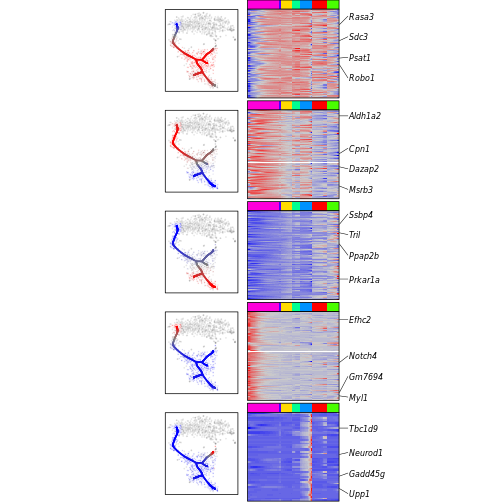 Rasa3
Sdc3
Psat1
Robo1
Aldh1a2
Cpn1
Dazap2
Msrb3
Ssbp4
Tril
Ppap2b
Prkar1a
Efhc2
Notch4
Gm7694
Myl1
Tbc1d9
Neurod1
Gadd45g
Upp1